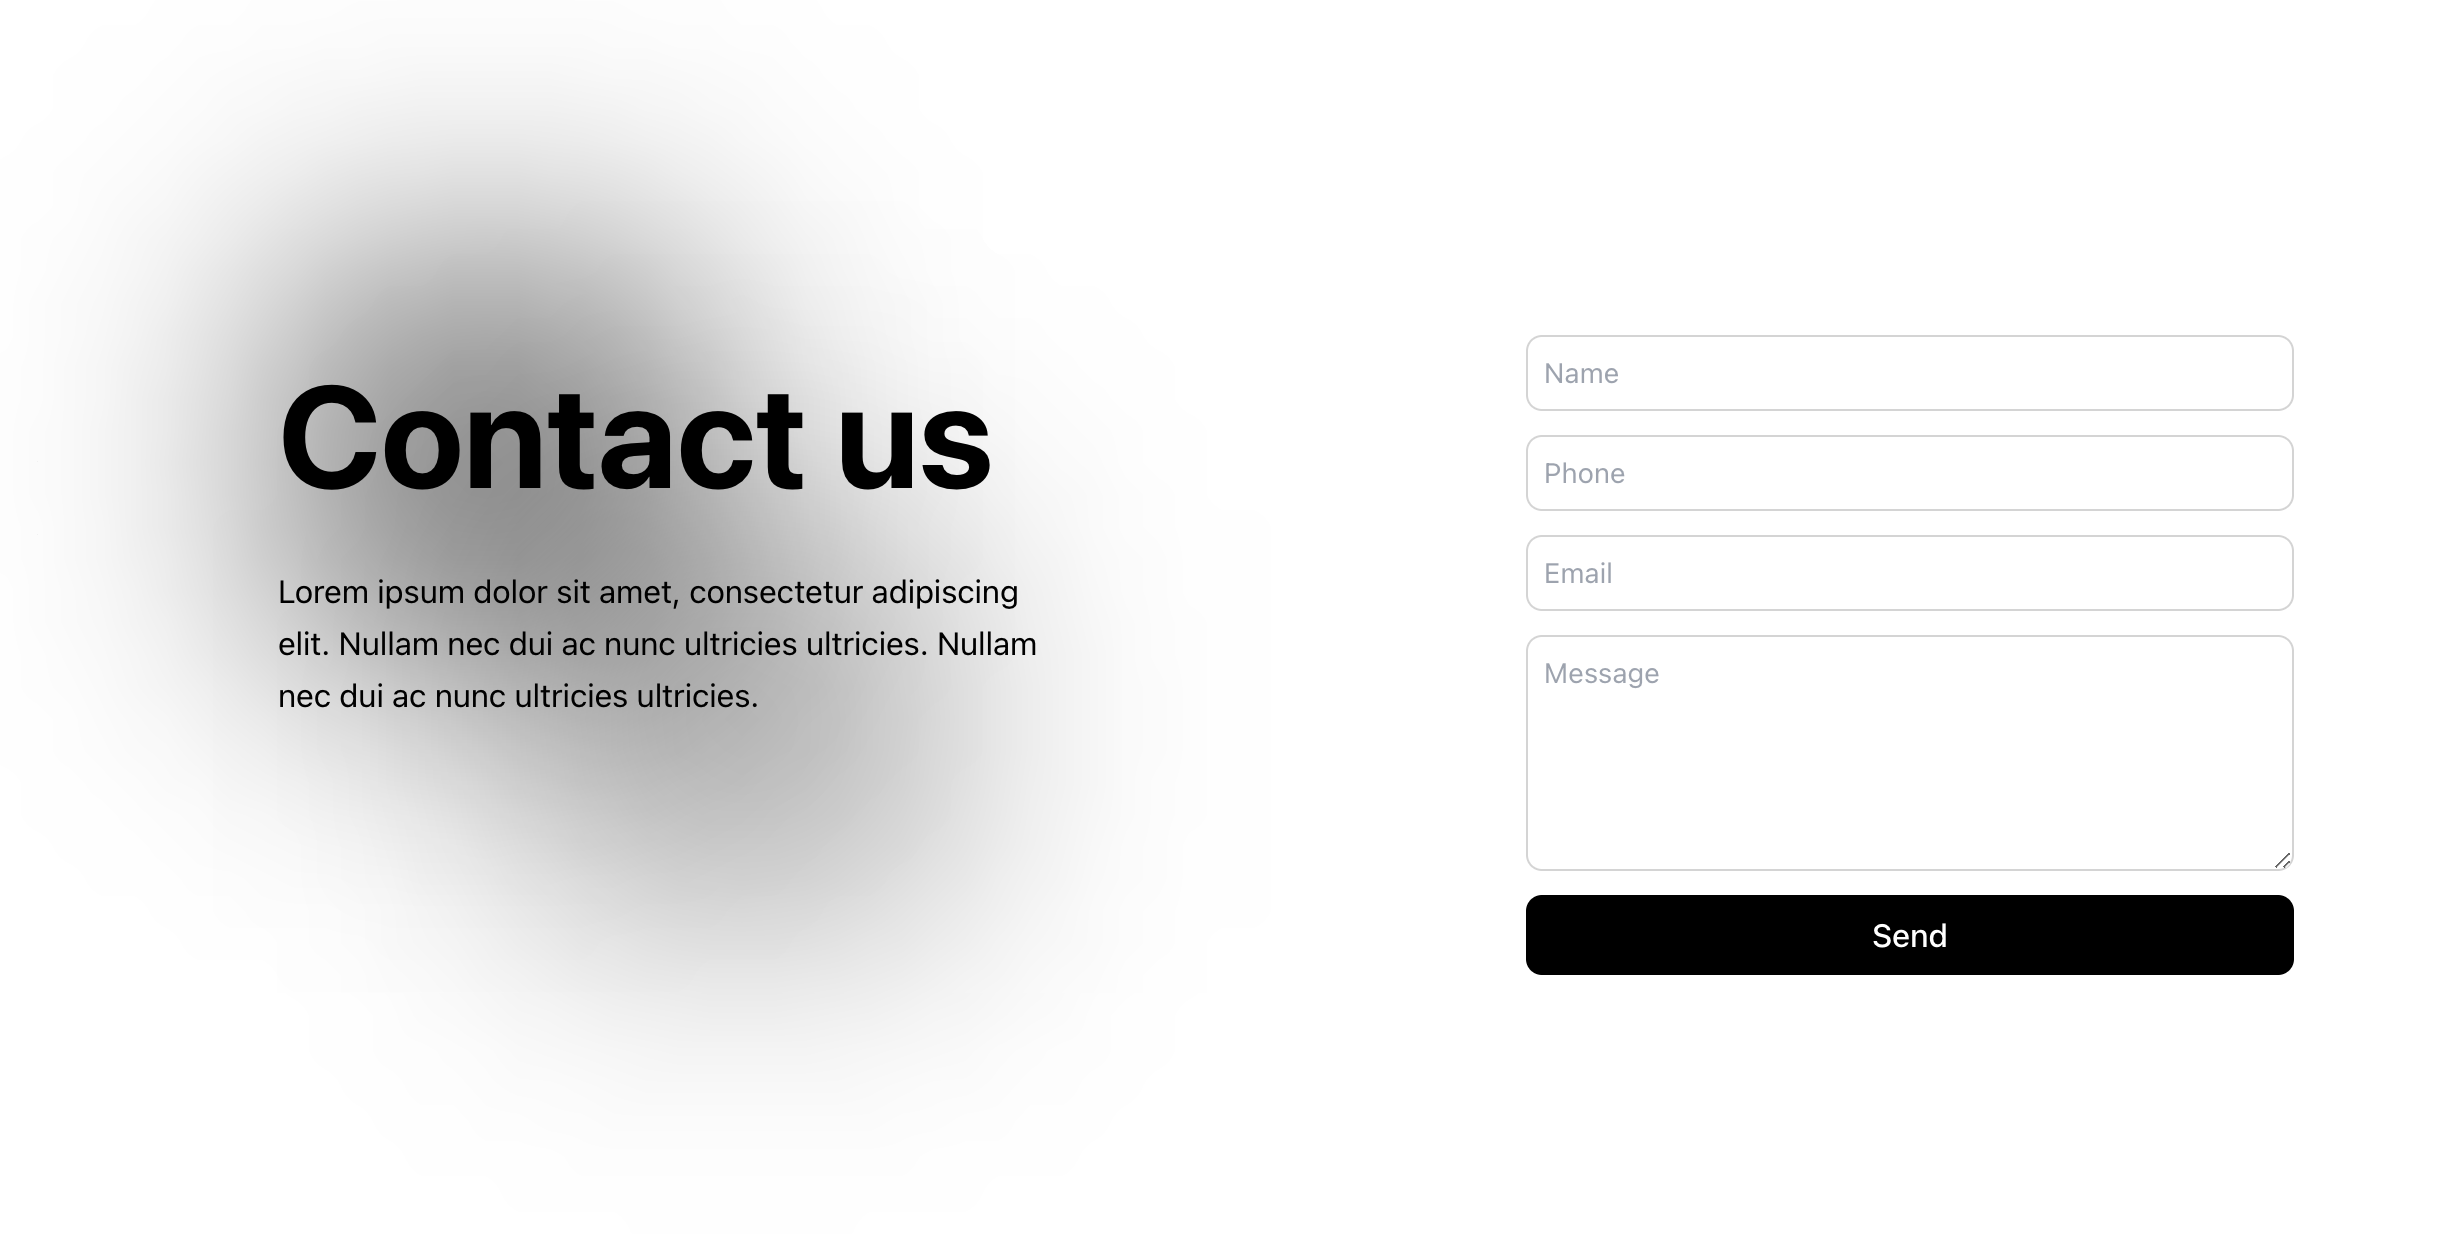 Contact us
Lorem ipsum dolor sit amet, consectetur adipiscing
elit. Nullam nec dui ac nunc ultricies ultricies. Nullam
nec dui ac nunc ultricies ultricies.
Name
Phone
Email
Message
Send